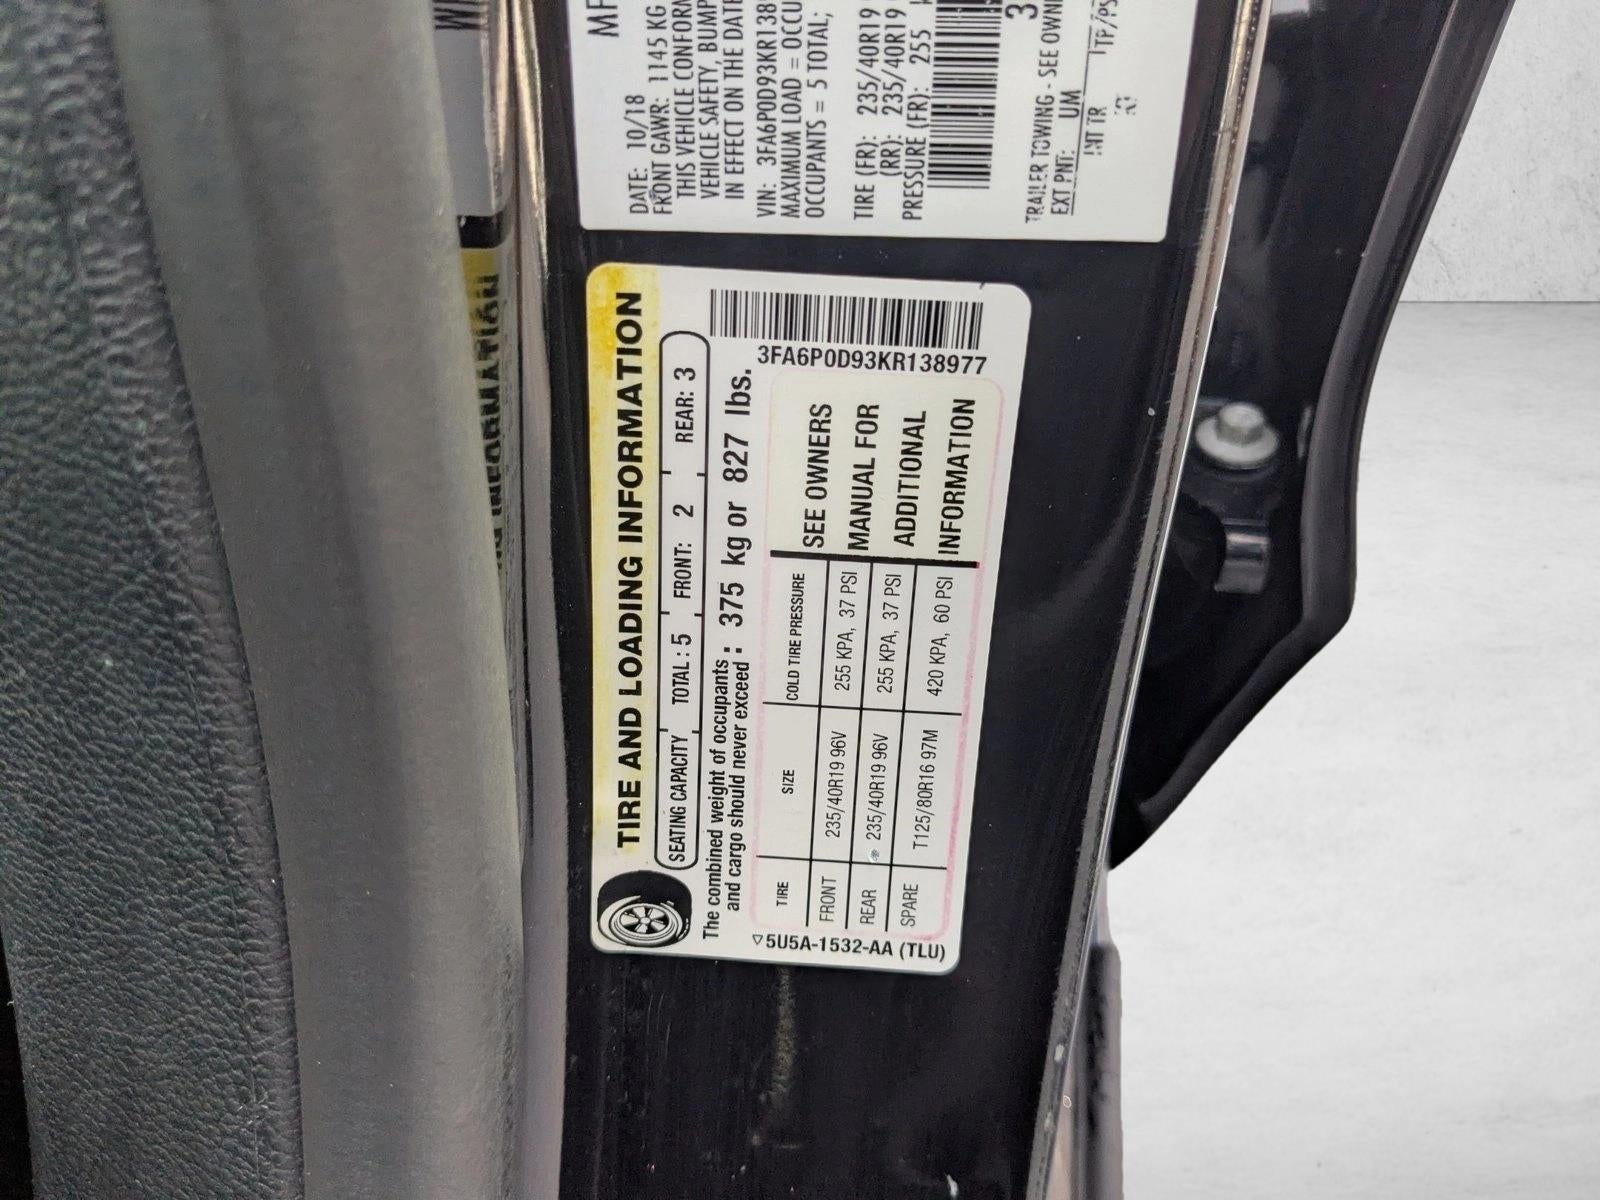 MF
DATE: 10/18
FRONT GAWR: 1145 KG
THIS VEHICLE CONFORM
VEHICLE SAFETY, BUMP
IN EFFECT ON THE DATE
VIN: 3FA6P0D93KR138
MAXIMUM LOAD = OCCU
OCCUPANTS = 5 TOTAL;
TIRE (FR): 235/40R19
(RR): 235/40R19
PRESSURE (FR): 255
3
TRAILER TOWING - SEE OWN
EXT PNT: UM
INT TR TP/PS
TIRE AND LOADING INFORMATION
SEATING CAPACITY TOTAL: 5 FRONT: 2 REAR: 3
The combined weight of occupants
and cargo should never exceed : 375 kg or 827 lbs.
3FA6P0D93KR138977
TIRE SIZE COLD TIRE PRESSURE
FRONT 235/40R19 96V 255 KPA, 37 PSI
REAR 235/40R19 96V 255 KPA, 37 PSI
SPARE T125/80R16 97M 420 KPA, 60 PSI
SEE OWNERS
MANUAL FOR
ADDITIONAL
INFORMATION
5U5A-1532-AA (TLU)